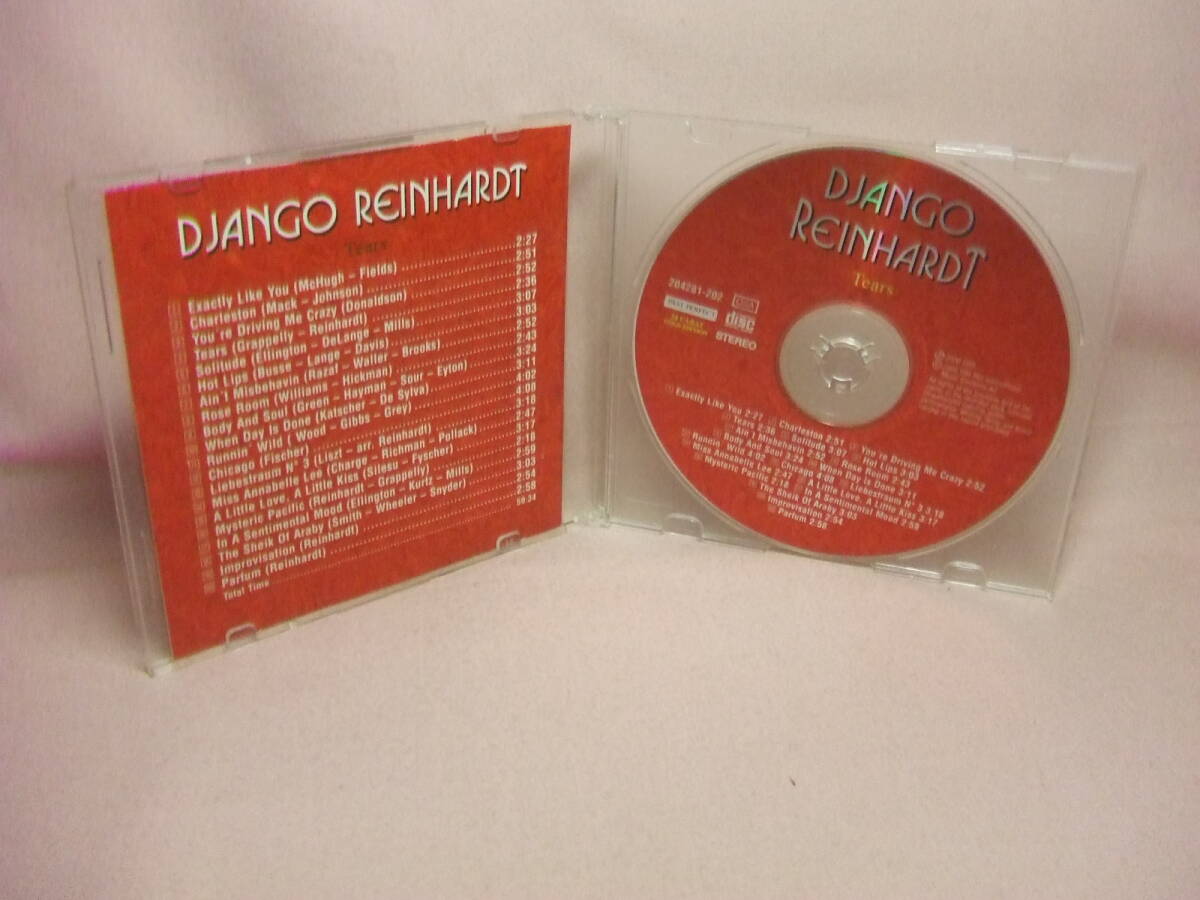 DJANGO REINHARDT
Tears
Exactly Like You (McHugh – Fields) 2:27
Charleston (Mack – Johnson) 2:51
You're Driving Me Crazy (Donaldson) 2:52
Tears (Grappelly – Reinhardt) 2:36
Solitude (Ellington – DeLange – Mills) 3:07
Hot Lips (Busse – Lange – Davis) 3:03
Ain't Misbehavin (Razaf – Waller – Brooks) 2:52
Rose Room (Williams – Hickman) 2:43
Body And Soul (Green – Hayman – Sour – Eyton) 3:24
When Day Is Done (Katscher – De Sylva) 3:11
Runnin' Wild ( Wood – Gibbs – Grey) 4:02
Chicago (Fischer) 4:08
Liebestraum N° 3 (Liszt – arr. Reinhardt) 3:18
Miss Annabelle Lee (Charge – Richman – Pollack) 2:47
A Little Love, A Little Kiss (Silesu – Fyscher) 3:17
Mysteric Pacific (Reinhardt – Grappelly) 2:18
In A Sentimental Mood (Ellington – Kurtz – Mills) 2:59
The Sheik Of Araby (Smith – Wheeler – Snyder) 3:03
Improvisation (Reinhardt) 2:54
Parfum (Reinhardt) 2:58
Total Time 59:34
DJANGO
REINHARDT
Tears
204281-202
PAST PERFECT
24 CARAT
GOLD EDITION
disc
STEREO
Exactly Like You 2:27 Charleston 2:51 You're Driving Me Crazy 2:52
Tears 2:36 Solitude 3:07 Hot Lips 3:03
Ain't Misbehavin 2:52 Rose Room 2:43
Body And Soul 3:24 When Day Is Done 3:11
Runnin' Wild 4:02 Chicago 4:08 Liebestraum N° 3 3:18
Miss Annabelle Lee 2:47 A Little Love, A Little Kiss 3:17
Mysteric Pacific 2:18 In A Sentimental Mood 2:59
The Sheik Of Araby 3:03
Improvisation 2:54
Parfum 2:58